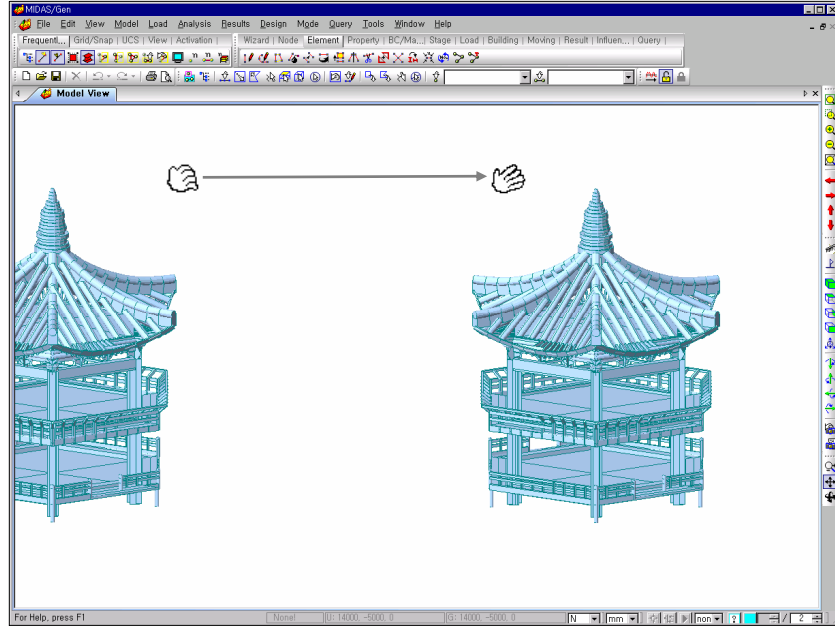 MIDAS/Gen
File Edit View Model Load Analysis Results Design Mode Query Tools Window Help
Frequentl... Grid/Snap UCS View Activation Wizard Node Element Property BC/Ma... Stage Load Building Moving Result Influen... Query
Model View
For Help, press F1 None! U: 14000, -5000, 0 G: 14000, -5000, 0 N mm non ? / 2